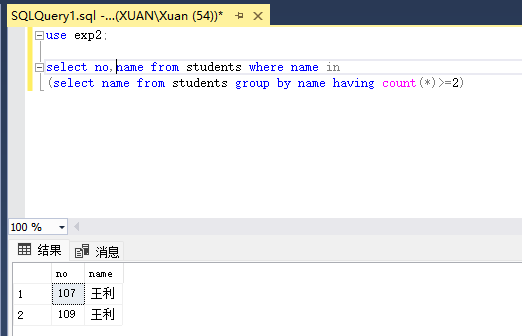 SQLQuery1.sql -...(XUAN\Xuan (54))*
use exp2;
select no,name from students where name in
(select name from students group by name having count(*)>=2)
100 %
结果 消息
no name
1 107 王利
2 109 王利